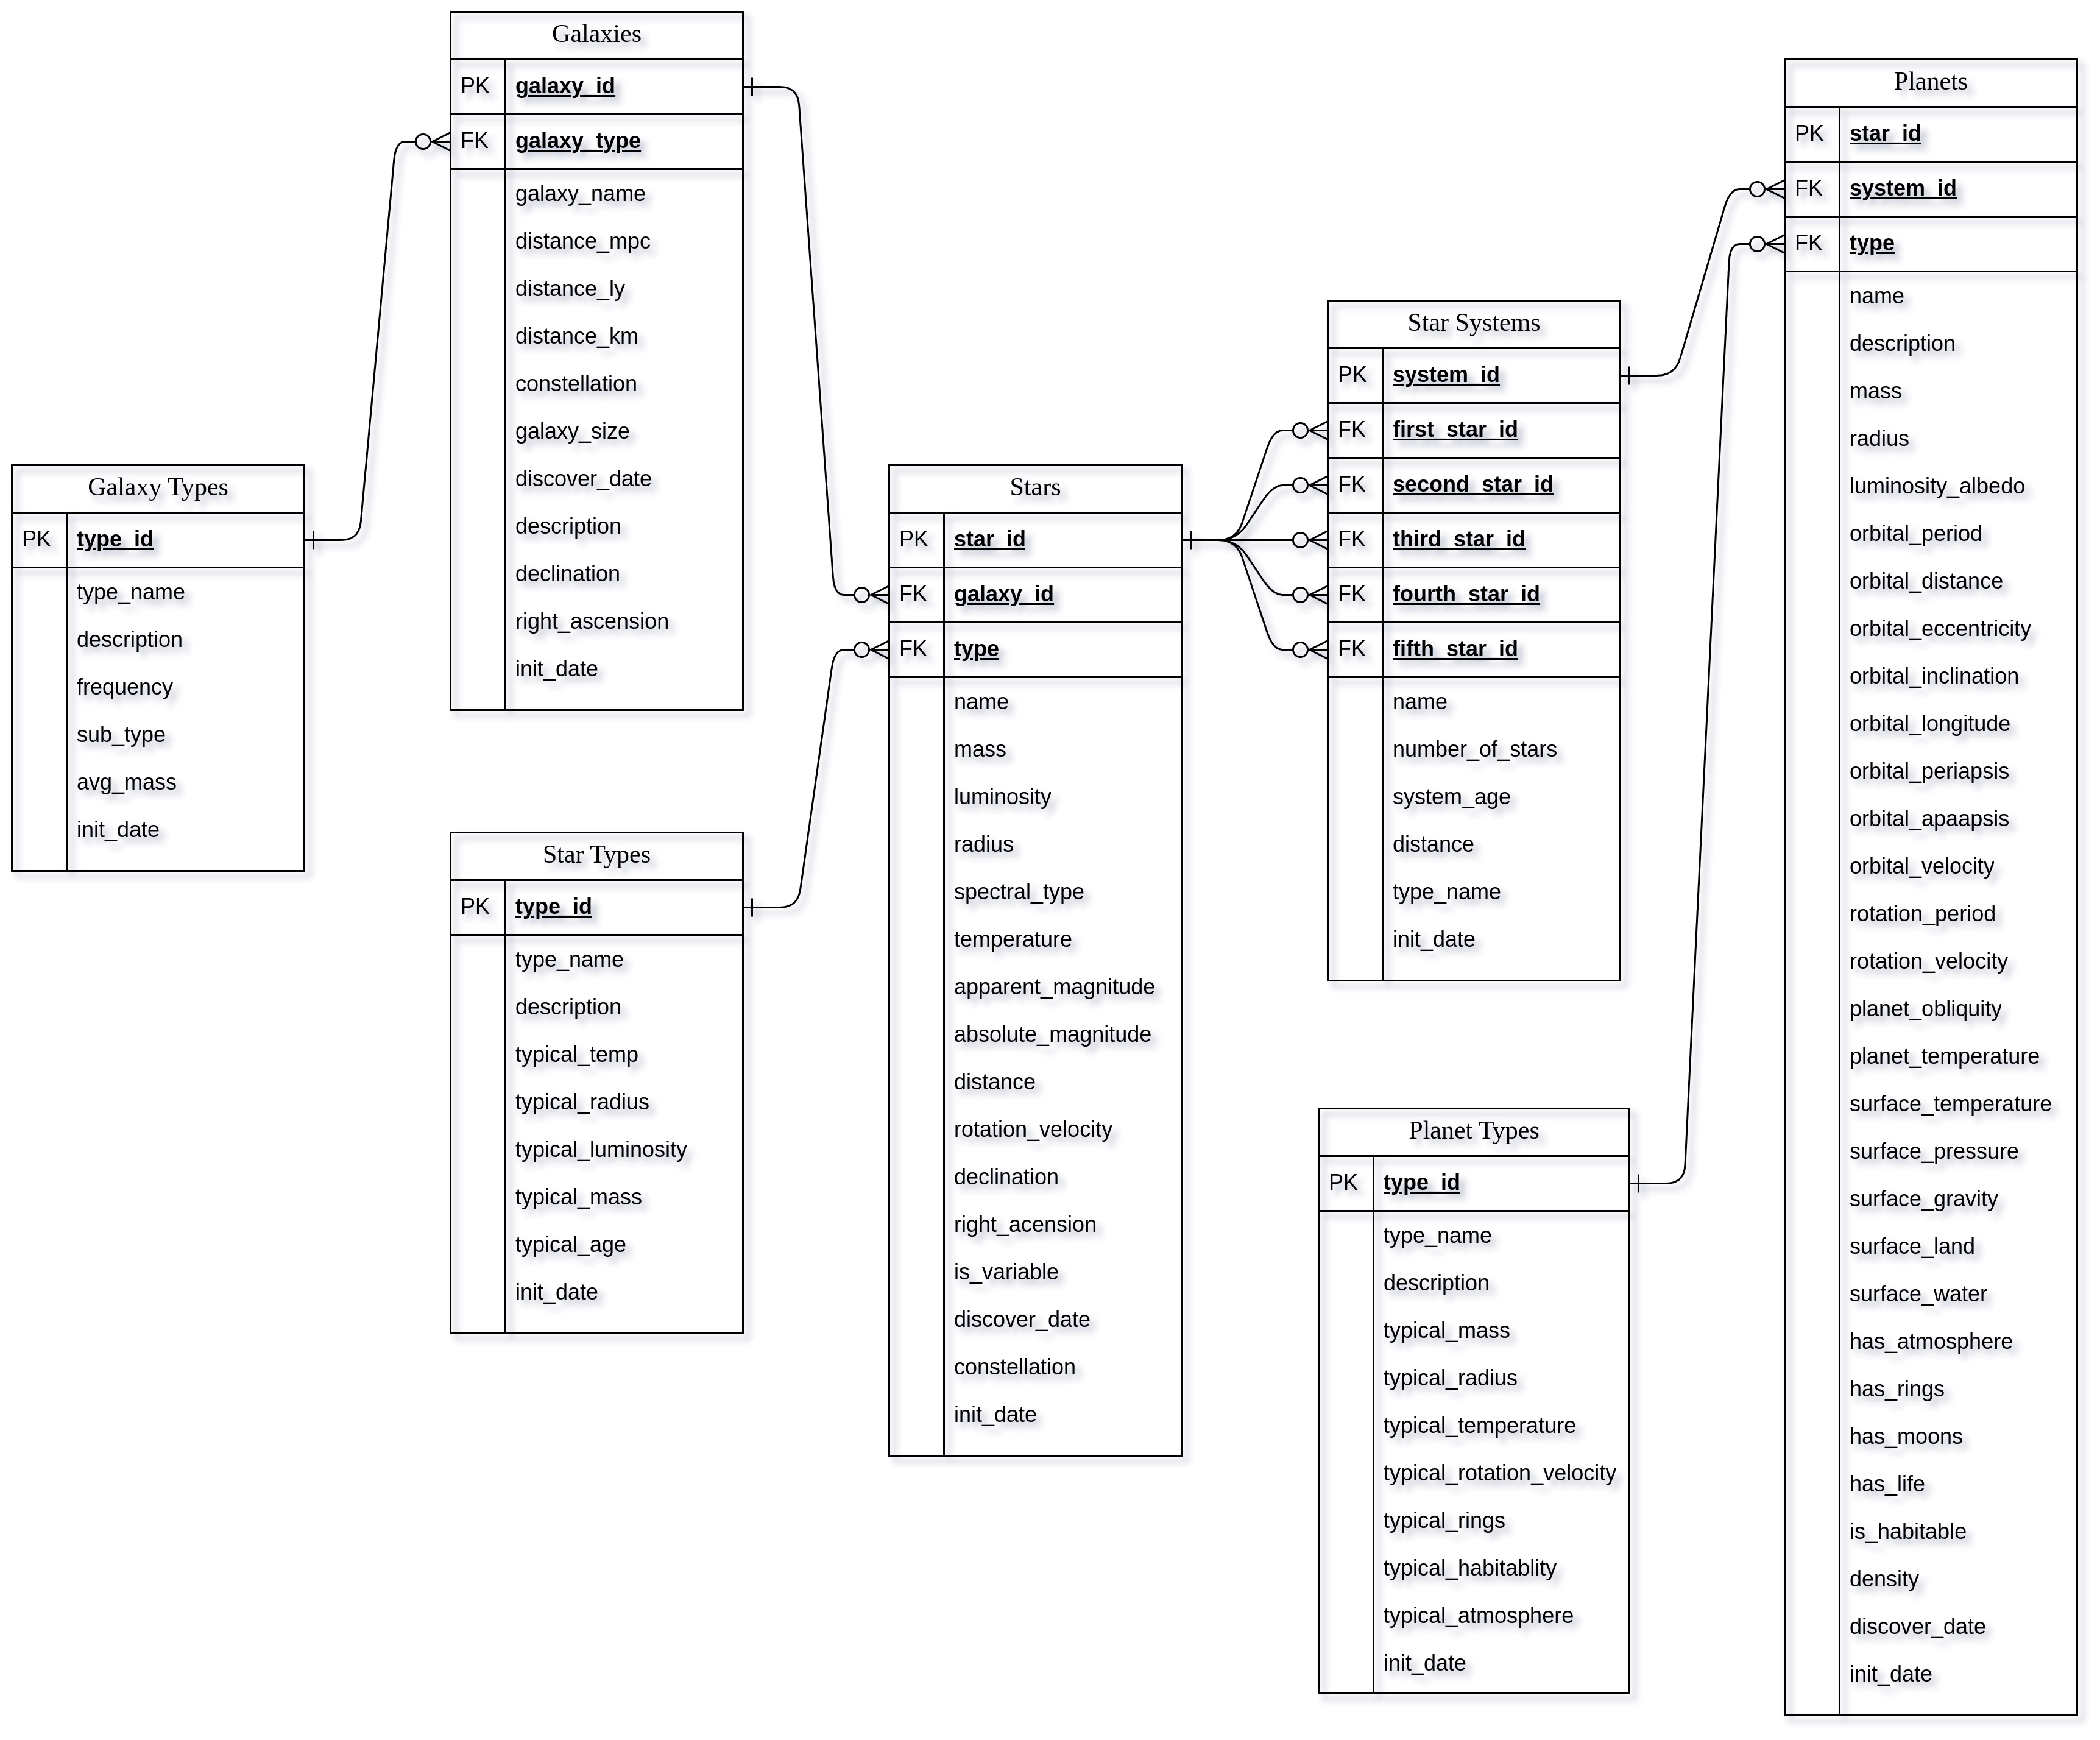 Galaxies
PK galaxy_id
FK galaxy_type
galaxy_name
distance_mpc
distance_ly
distance_km
constellation
galaxy_size
discover_date
description
declination
right_ascension
init_date
Galaxy Types
PK type_id
type_name
description
frequency
sub_type
avg_mass
init_date
Star Types
PK type_id
type_name
description
typical_temp
typical_radius
typical_luminosity
typical_mass
typical_age
init_date
Stars
PK star_id
FK galaxy_id
FK type
name
mass
luminosity
radius
spectral_type
temperature
apparent_magnitude
absolute_magnitude
distance
rotation_velocity
declination
right_acension
is_variable
discover_date
constellation
init_date
Star Systems
PK system_id
FK first_star_id
FK second_star_id
FK third_star_id
FK fourth_star_id
FK fifth_star_id
name
number_of_stars
system_age
distance
type_name
init_date
Planet Types
PK type_id
type_name
description
typical_mass
typical_radius
typical_temperature
typical_rotation_velocity
typical_rings
typical_habitablity
typical_atmosphere
init_date
Planets
PK star_id
FK system_id
FK type
name
description
mass
radius
luminosity_albedo
orbital_period
orbital_distance
orbital_eccentricity
orbital_inclination
orbital_longitude
orbital_periapsis
orbital_apaapsis
orbital_velocity
rotation_period
rotation_velocity
planet_obliquity
planet_temperature
surface_temperature
surface_pressure
surface_gravity
surface_land
surface_water
has_atmosphere
has_rings
has_moons
has_life
is_habitable
density
discover_date
init_date